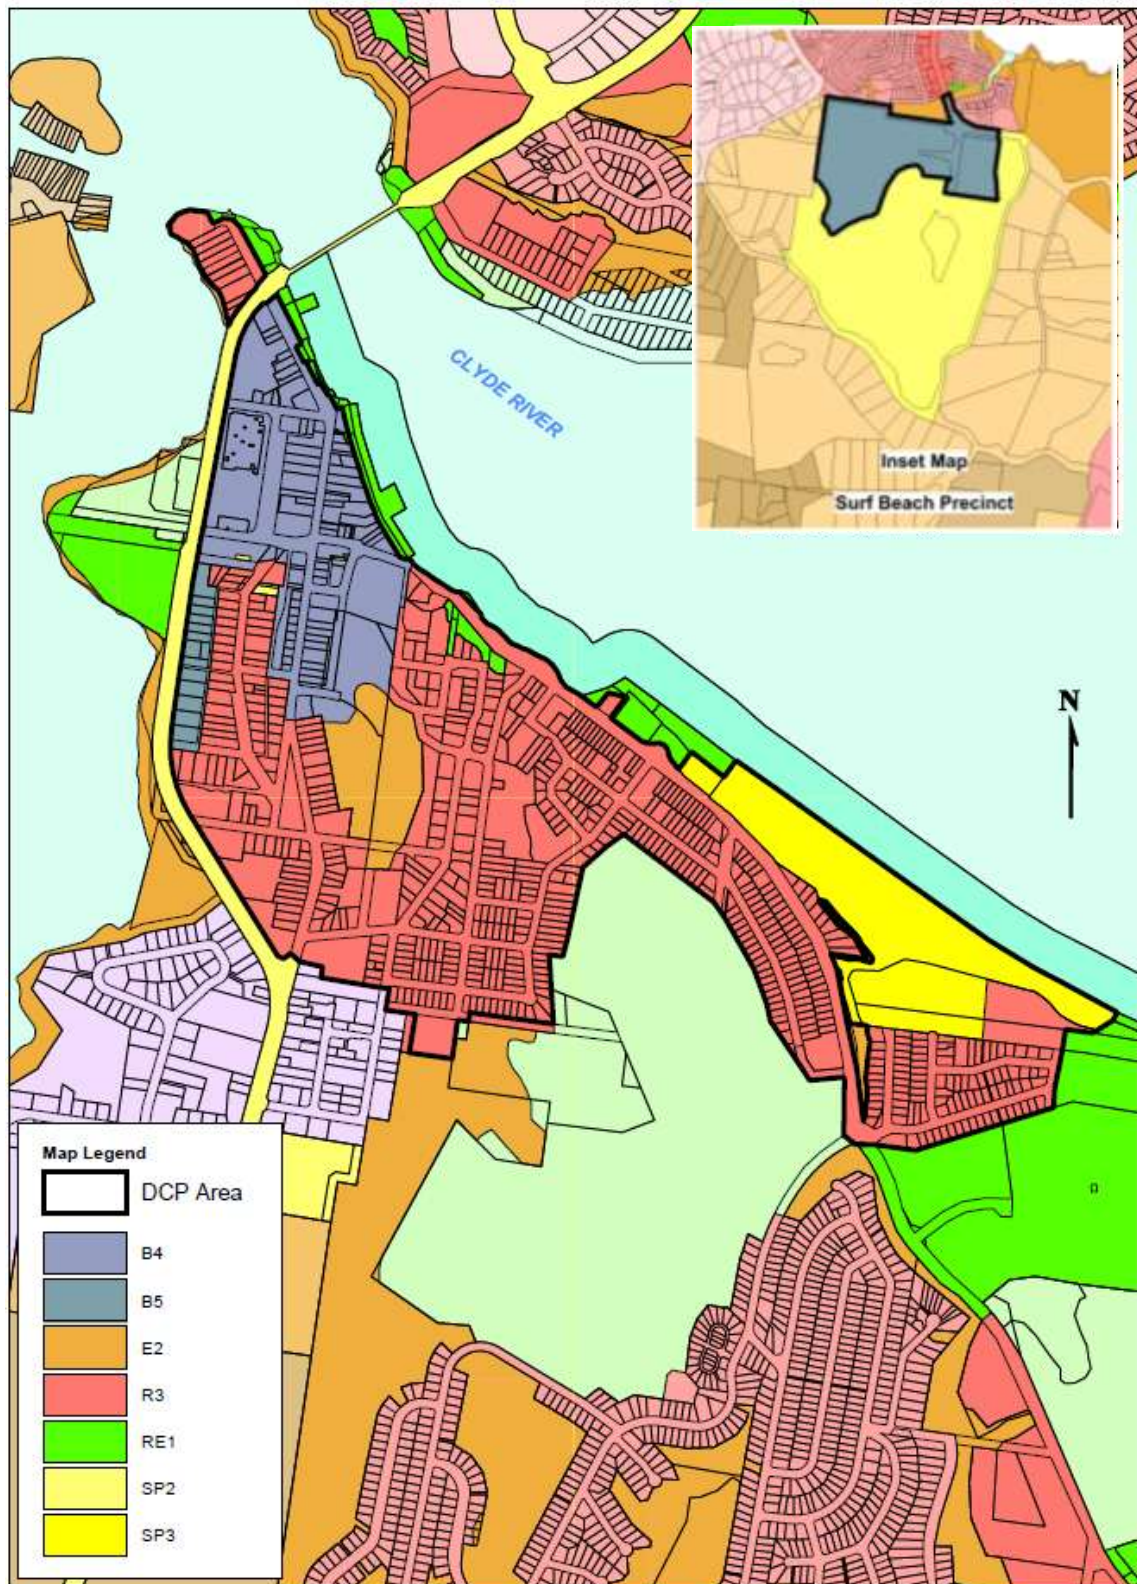 Inset Map
Surf Beach Precinct
CLYDE RIVER
N
Map Legend
DCP Area
B4
B5
E2
R3
RE1
SP2
SP3